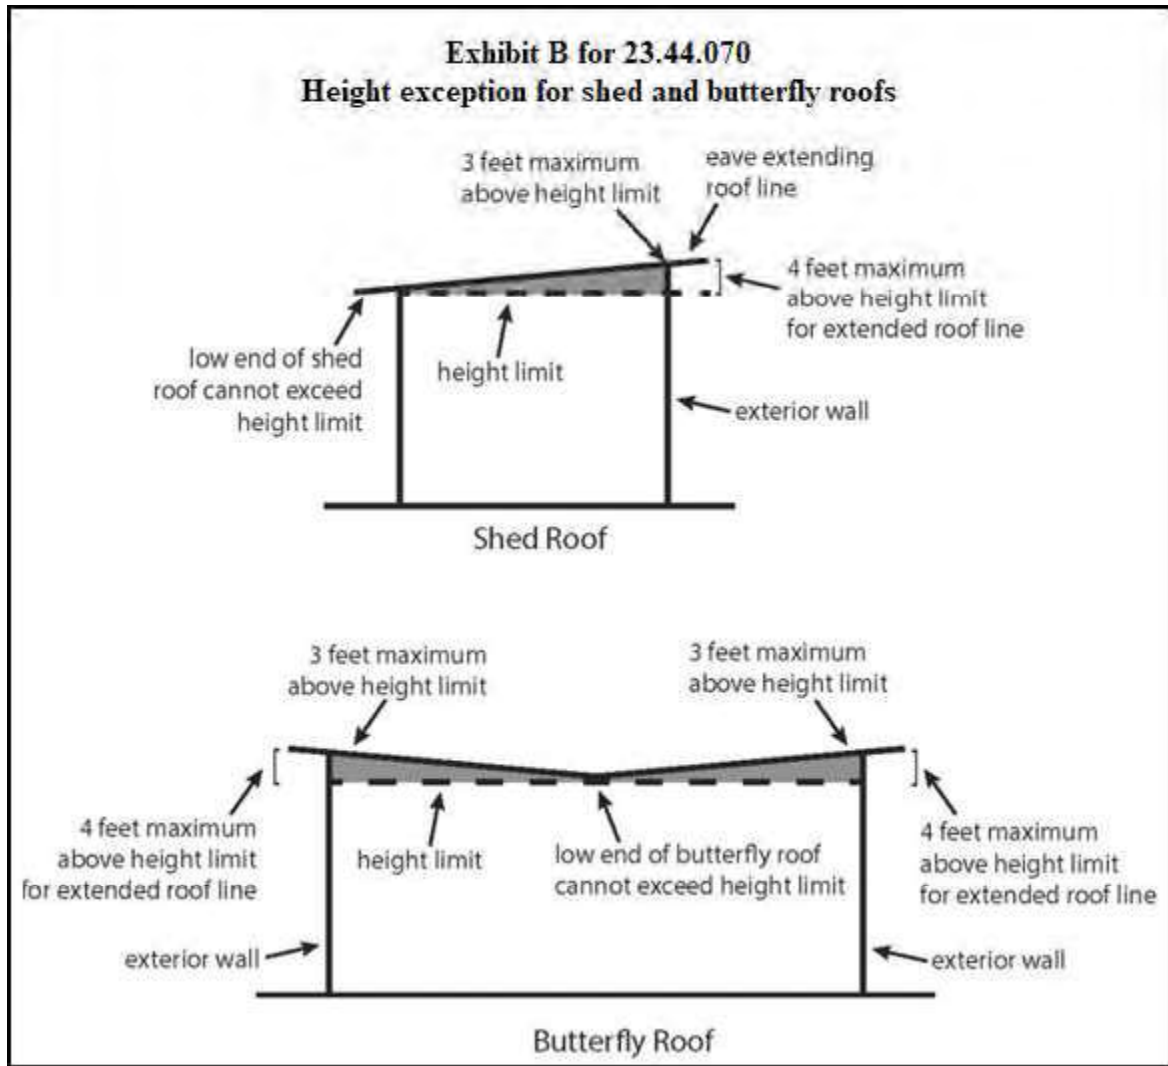 Exhibit B for 23.44.070
Height exception for shed and butterfly roofs
3 feet maximum
above height limit
eave extending
roof line
4 feet maximum
above height limit
for extended roof line
low end of shed
roof cannot exceed
height limit
height limit
exterior wall
Shed Roof
3 feet maximum
above height limit
3 feet maximum
above height limit
4 feet maximum
above height limit
for extended roof line
height limit
low end of butterfly roof
cannot exceed height limit
4 feet maximum
above height limit
for extended roof line
exterior wall
exterior wall
Butterfly Roof